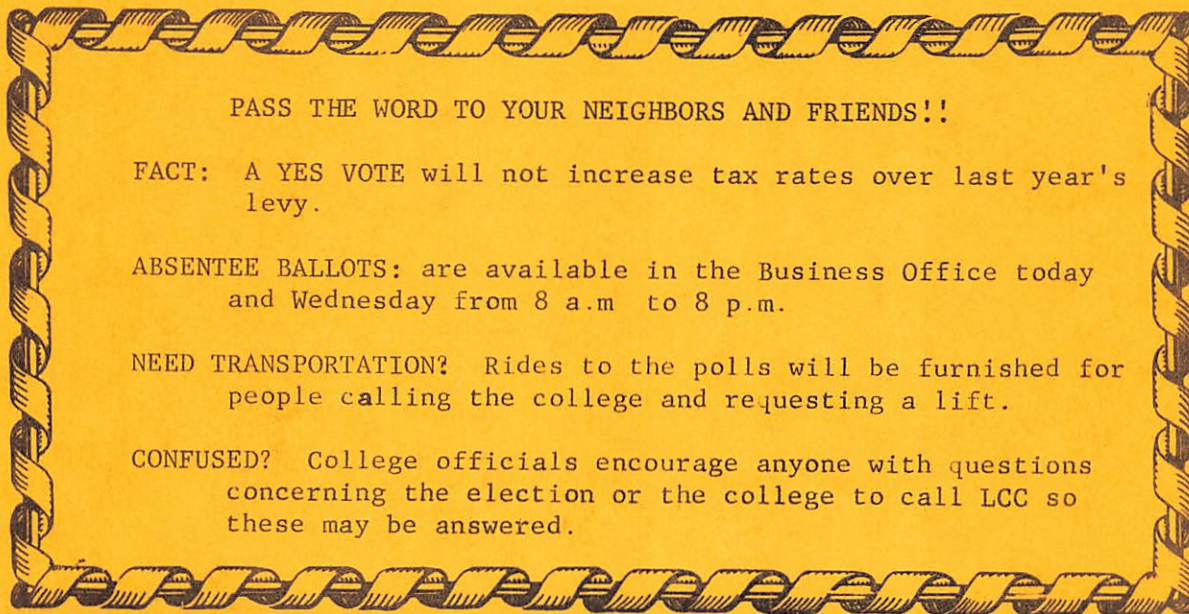 PASS THE WORD TO YOUR NEIGHBORS AND FRIENDS!!
FACT: A YES VOTE will not increase tax rates over last year's
levy.
ABSENTEE BALLOTS: are available in the Business Office today
and Wednesday from 8 a.m to 8 p.m.
NEED TRANSPORTATION? Rides to the polls will be furnished for
people calling the college and requesting a lift.
CONFUSED? College officials encourage anyone with questions
concerning the election or the college to call LCC so
these may be answered.